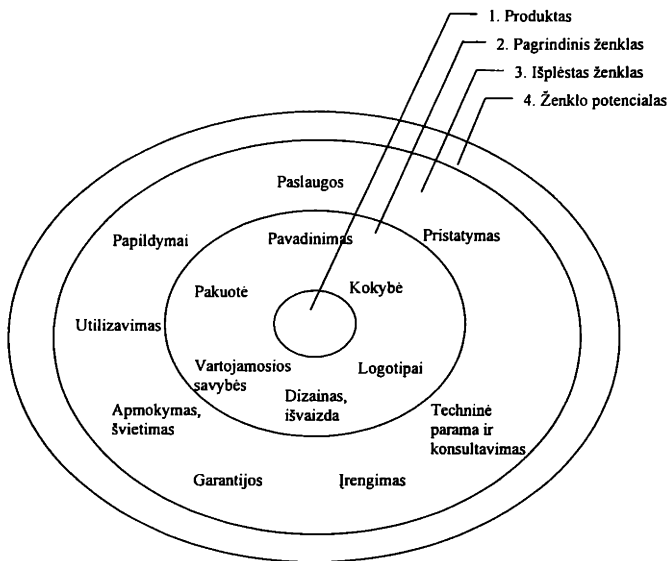 1. Produktas
2. Pagrindinis ženklas
3. Išplėstas ženklas
4. Ženklo potencialas
Paslaugos
Papildymai
Pavadinimas
Pristatymas
Pakuotė
Kokybė
Utilizavimas
Vartojamosios
savybės
Logotipai
Dizainas,
išvaizda
Apmokymas,
švietimas
Techninė
parama ir
konsultavimas
Garantijos
Įrengimas